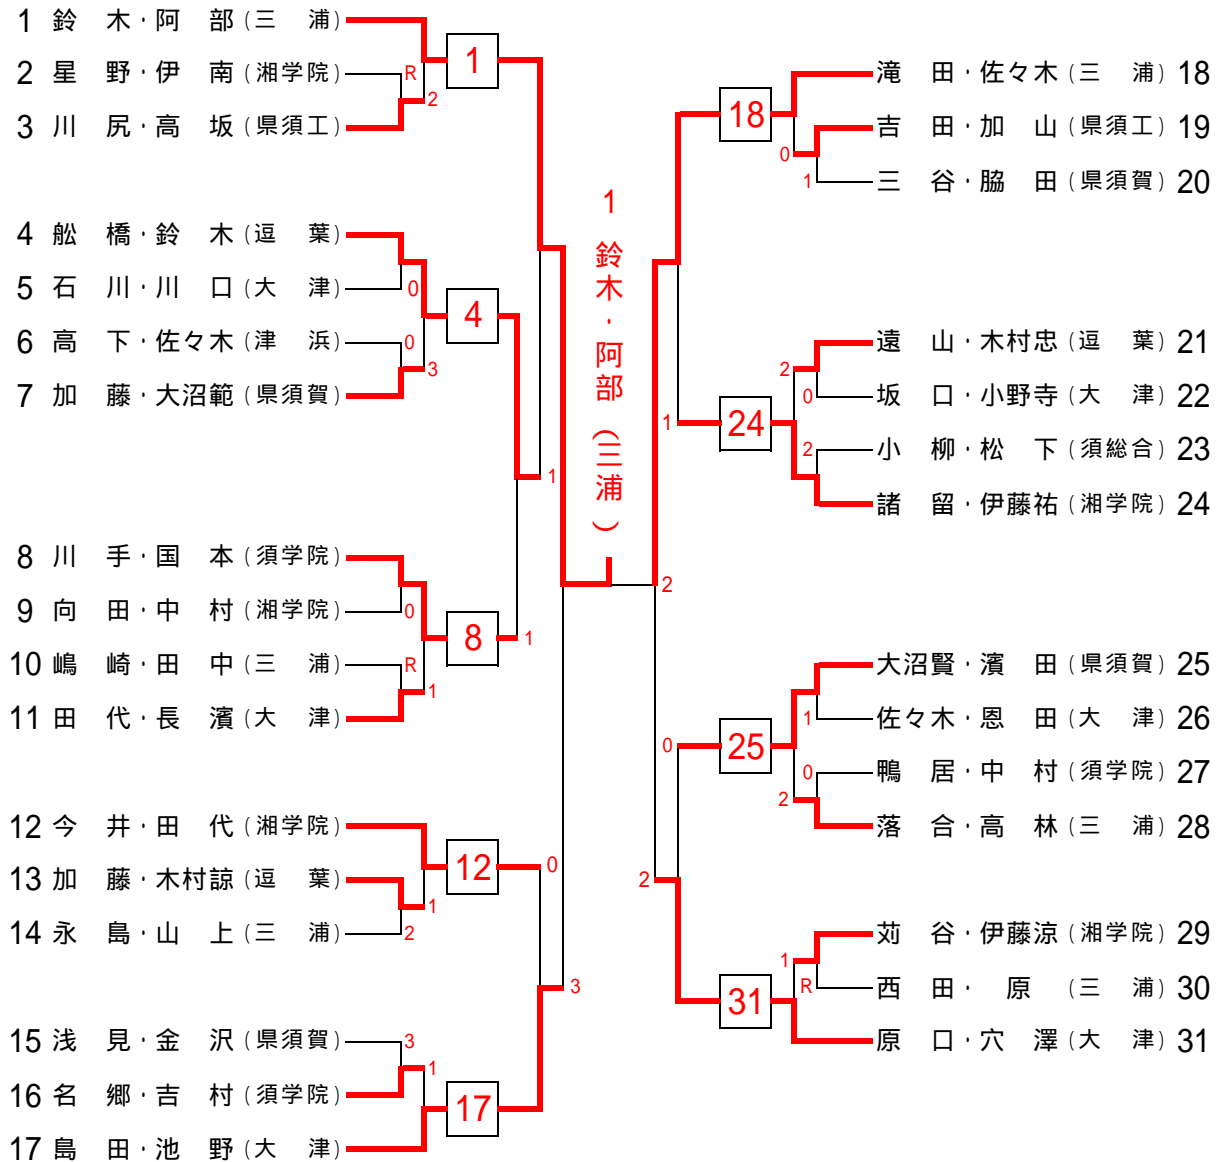 1 鈴 木・阿 部 (三 浦)
2 星 野・伊 南 (湘学院)
3 川 尻・高 坂 (県須工)
R
2
1
4 舩 橋・鈴 木 (逗 葉)
5 石 川・川 口 (大 津)
6 高 下・佐々木 (津 浜)
7 加 藤・大沼範 (県須賀)
0
0
3
4
1
8 川 手・国 本 (須学院)
9 向 田・中 村 (湘学院)
10 嶋 崎・田 中 (三 浦)
11 田 代・長 濱 (大 津)
0
R
1
8
1
12 今 井・田 代 (湘学院)
13 加 藤・木村諒 (逗 葉)
14 永 島・山 上 (三 浦)
1
2
12
0
3
15 浅 見・金 沢 (県須賀)
16 名 郷・吉 村 (須学院)
17 島 田・池 野 (大 津)
3
1
17
1 鈴木・阿部 (三浦)
滝 田・佐々木 (三 浦) 18
吉 田・加 山 (県須工) 19
三 谷・脇 田 (県須賀) 20
18
0
1
遠 山・木村忠 (逗 葉) 21
坂 口・小野寺 (大 津) 22
小 柳・松 下 (須総合) 23
諸 留・伊藤祐 (湘学院) 24
2
0
2
24
1
2
大沼賢・濱 田 (県須賀) 25
佐々木・恩 田 (大 津) 26
鴨 居・中 村 (須学院) 27
落 合・高 林 (三 浦) 28
1
0
2
25
0
2
苅 谷・伊藤涼 (湘学院) 29
西 田・ 原 (三 浦) 30
原 口・穴 澤 (大 津) 31
1
R
31